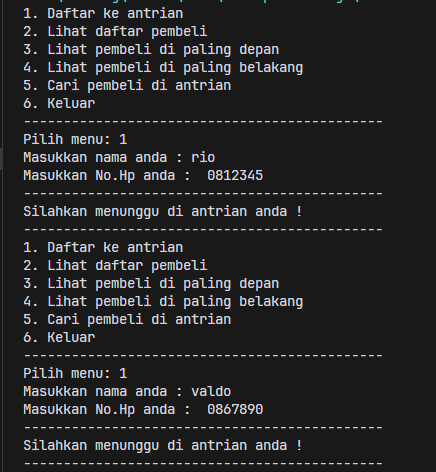 1. Daftar ke antrian
2. Lihat daftar pembeli
3. Lihat pembeli di paling depan
4. Lihat pembeli di paling belakang
5. Cari pembeli di antrian
6. Keluar
---------------------------------------------
Pilih menu: 1
Masukkan nama anda : rio
Masukkan No.Hp anda :  0812345
---------------------------------------------
Silahkan menunggu di antrian anda !
---------------------------------------------
1. Daftar ke antrian
2. Lihat daftar pembeli
3. Lihat pembeli di paling depan
4. Lihat pembeli di paling belakang
5. Cari pembeli di antrian
6. Keluar
---------------------------------------------
Pilih menu: 1
Masukkan nama anda : valdo
Masukkan No.Hp anda :  0867890
---------------------------------------------
Silahkan menunggu di antrian anda !
---------------------------------------------